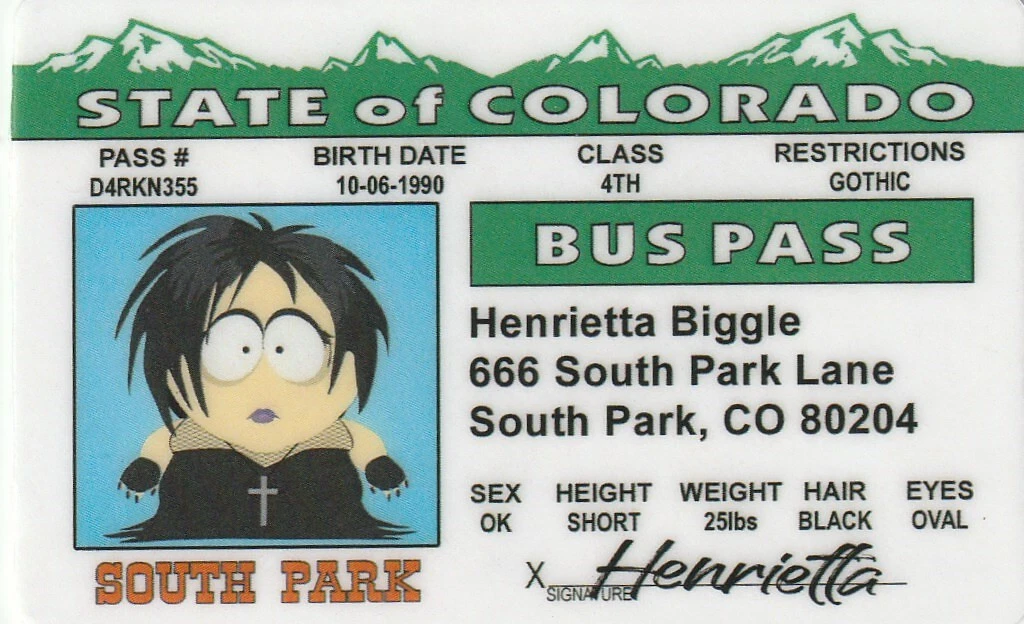 STATE of COLORADO
PASS # BIRTH DATE CLASS RESTRICTIONS
D4RKN355 10-06-1990 4TH GOTHIC
BUS PASS
Henrietta Biggle
666 South Park Lane
South Park, CO 80204
SEX HEIGHT WEIGHT HAIR EYES
OK SHORT 25lbs BLACK OVAL
SOUTH PARK
X Henrietta
SIGNATURE